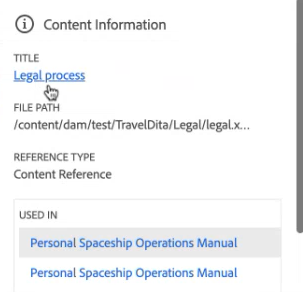 Content Information
TITLE
Legal process
FILE PATH
/content/dam/test/TravelDita/Legal/legal.x...
REFERENCE TYPE
Content Reference
USED IN
Personal Spaceship Operations Manual
Personal Spaceship Operations Manual